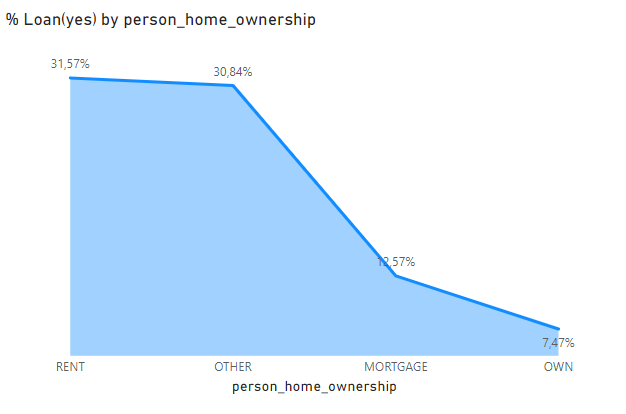 % Loan(yes) by person_home_ownership
31,57%
30,84%
12,57%
7,47%
RENT OTHER MORTGAGE OWN
person_home_ownership